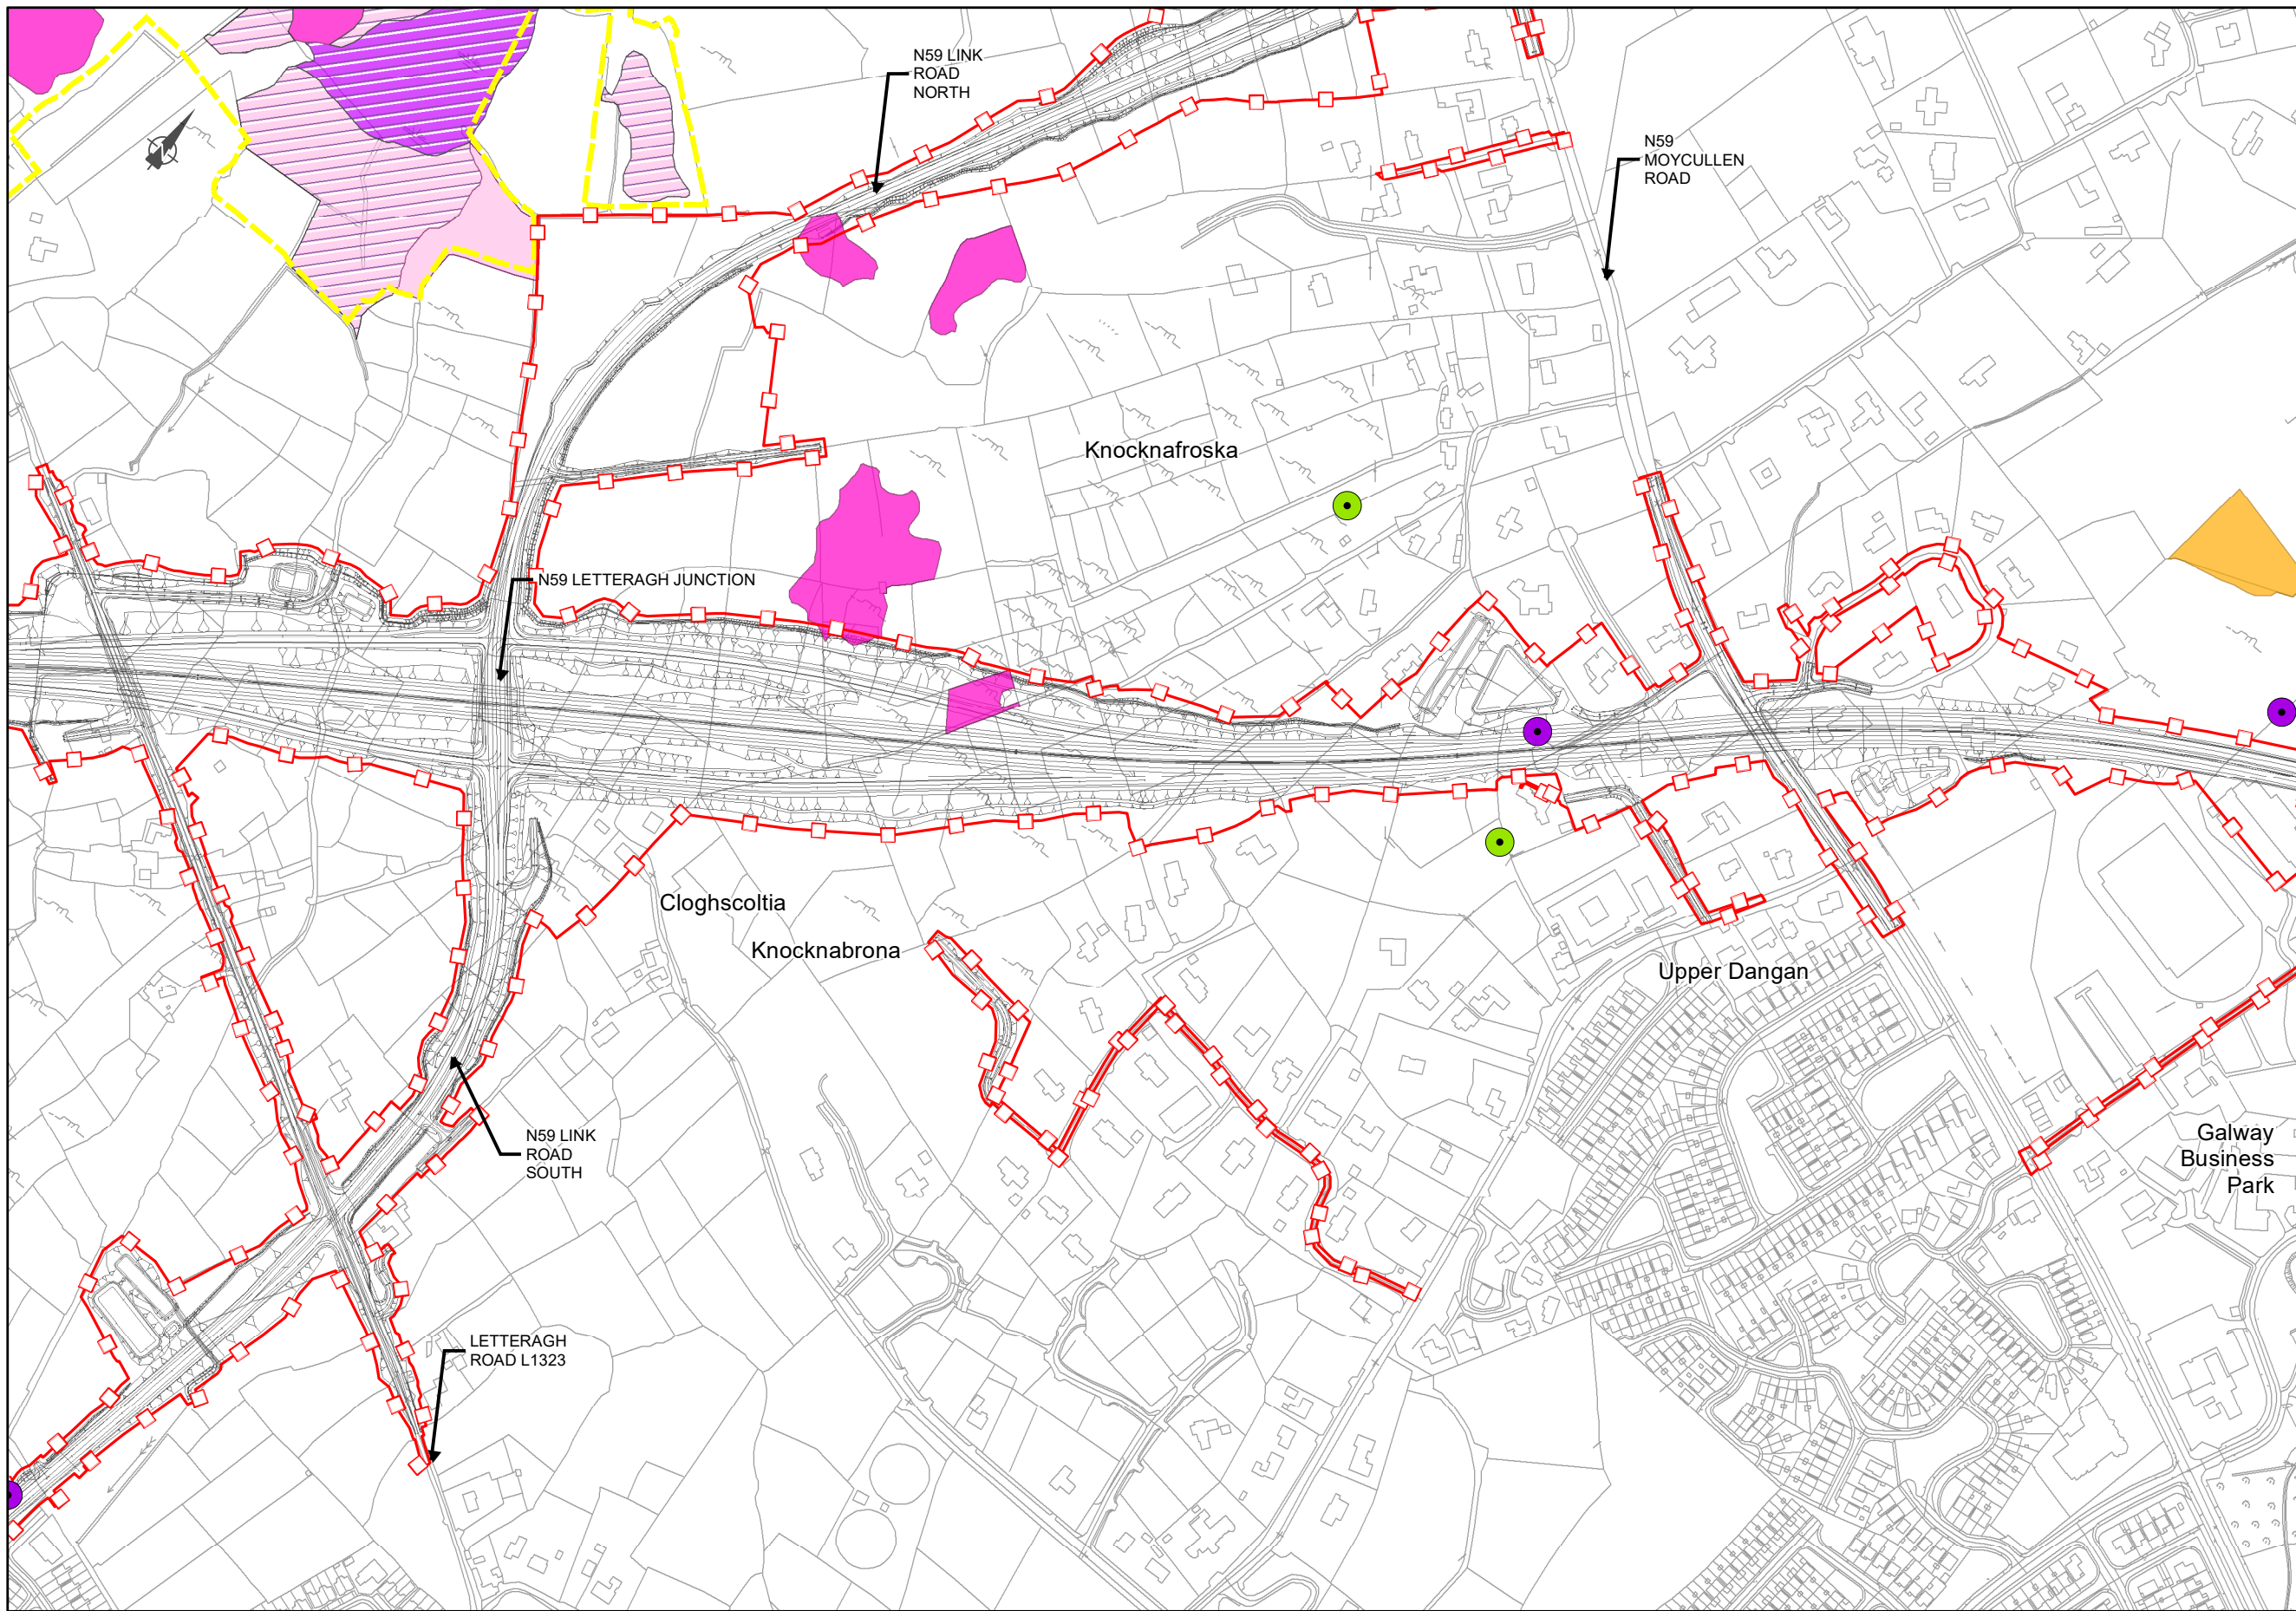 N59 LINK
ROAD
NORTH
N59
MOYCULLEN
ROAD
Knocknafroska
N59 LETTERAGH JUNCTION
Cloghscoltia
Knocknabrona
Upper Dangan
N59 LINK
ROAD
SOUTH
Galway
Business
Park
LETTERAGH
ROAD L1323